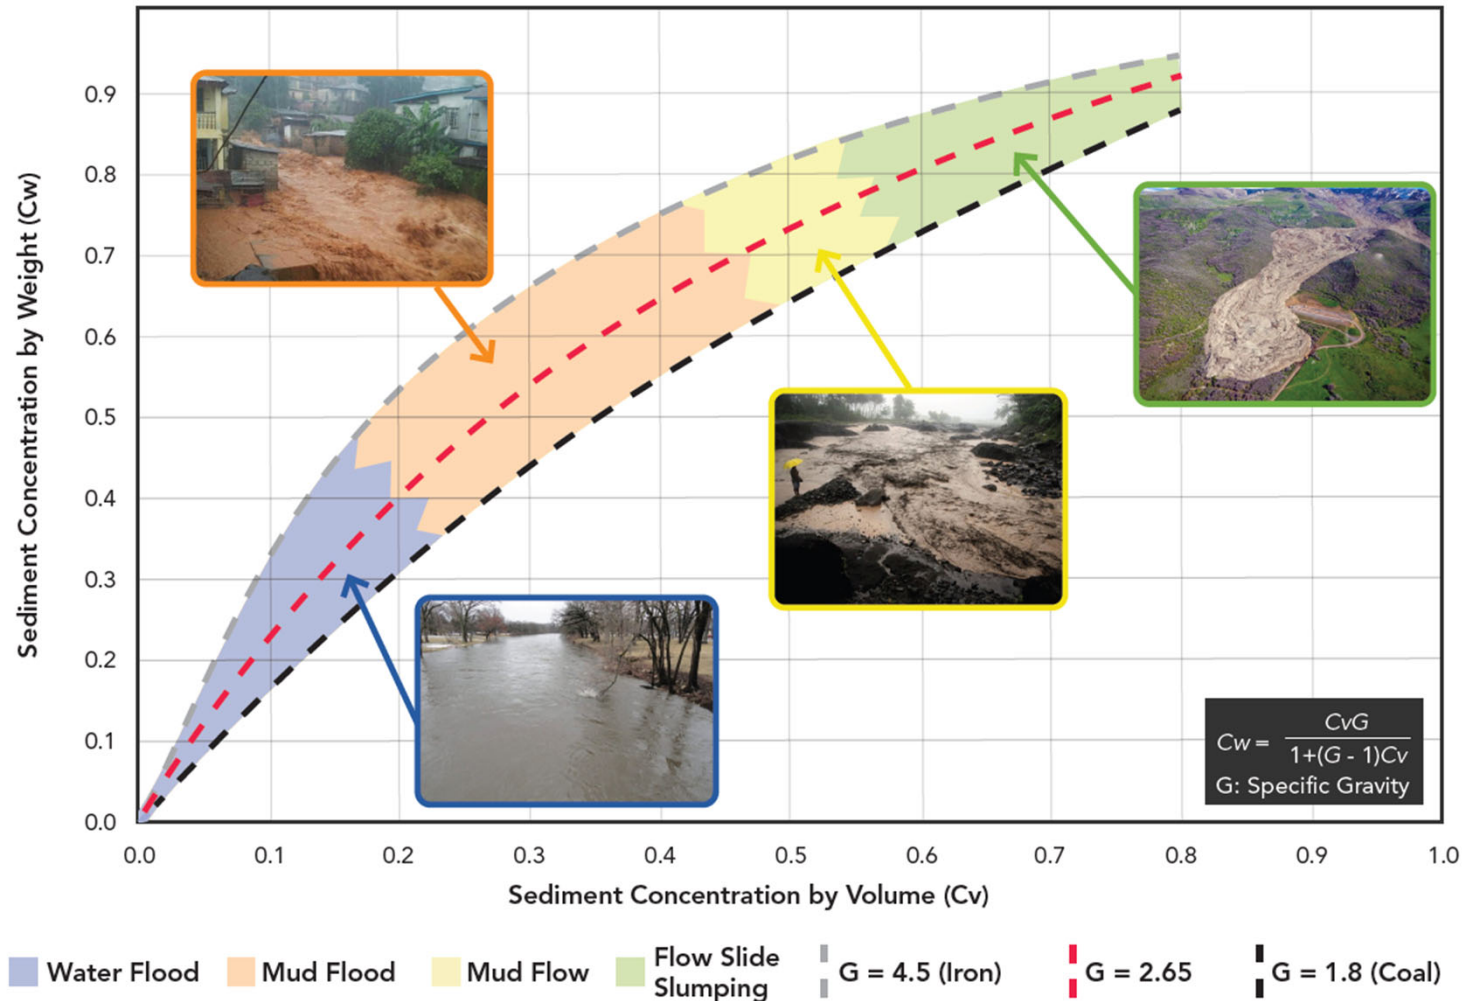 Sediment Concentration by Weight (Cw)
0.9
0.8
0.7
0.6
0.5
0.4
0.3
0.2
0.1
0.0
Cw = CvG
1+(G - 1)Cv
G: Specific Gravity
0.0 0.1 0.2 0.3 0.4 0.5 0.6 0.7 0.8 0.9 1.0
Sediment Concentration by Volume (Cv)
Water Flood
Mud Flood
Mud Flow
Flow Slide
Slumping
G = 4.5 (Iron)
G = 2.65
G = 1.8 (Coal)